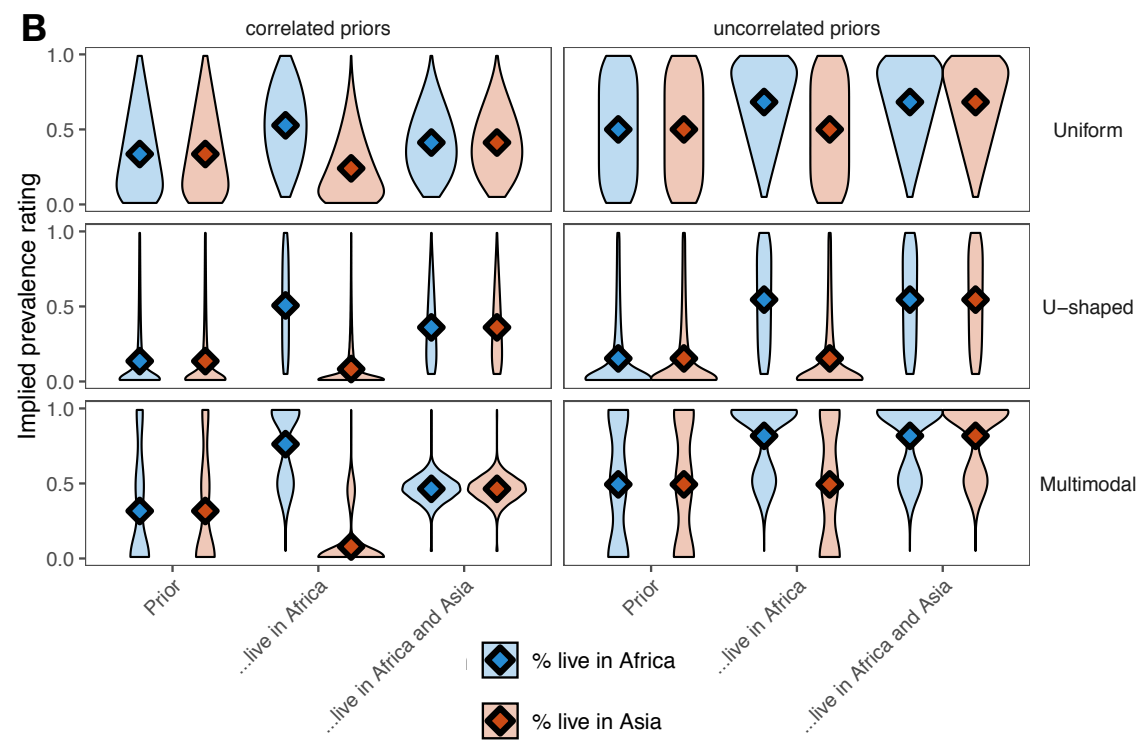 B
correlated priors
uncorrelated priors
Implied prevalence rating
1.0
0.5
0.0
Uniform
1.0
0.5
0.0
U−shaped
1.0
0.5
0.0
Multimodal
Prior
...live in Africa
...live in Africa and Asia
Prior
...live in Africa
...live in Africa and Asia
% live in Africa
% live in Asia